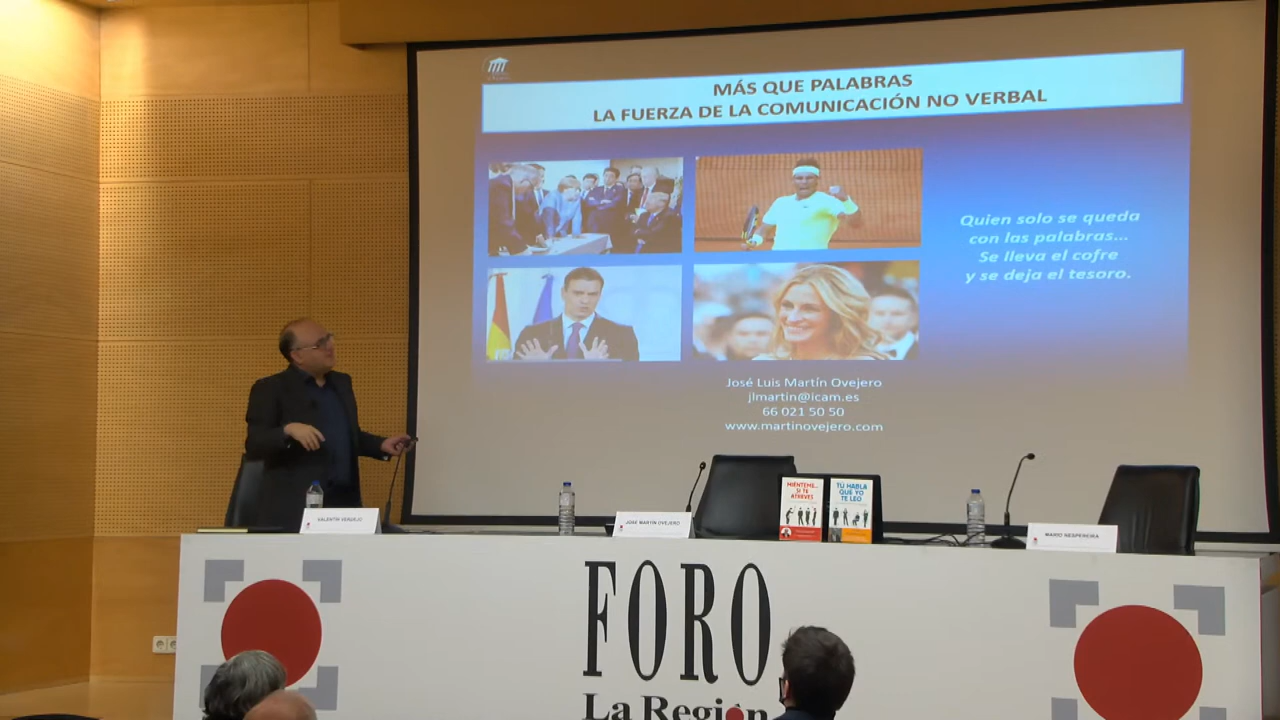 MÁS QUE PALABRAS
LA FUERZA DE LA COMUNICACIÓN NO VERBAL
Quien solo se queda
con las palabras...
Se lleva el cofre
y se deja el tesoro.
José Luis Martín Ovejero
jlmartin@icam.es
66 021 50 50
www.martinovejero.com
MIÉNTEME...
SI TE
ATREVES
TÚ HABLA
QUE YO
TE LEO
VALENTÍN VERDEJO
JOSÉ MARTÍN OVEJERO
MARIO NESPEREIRA
FORO
La Región